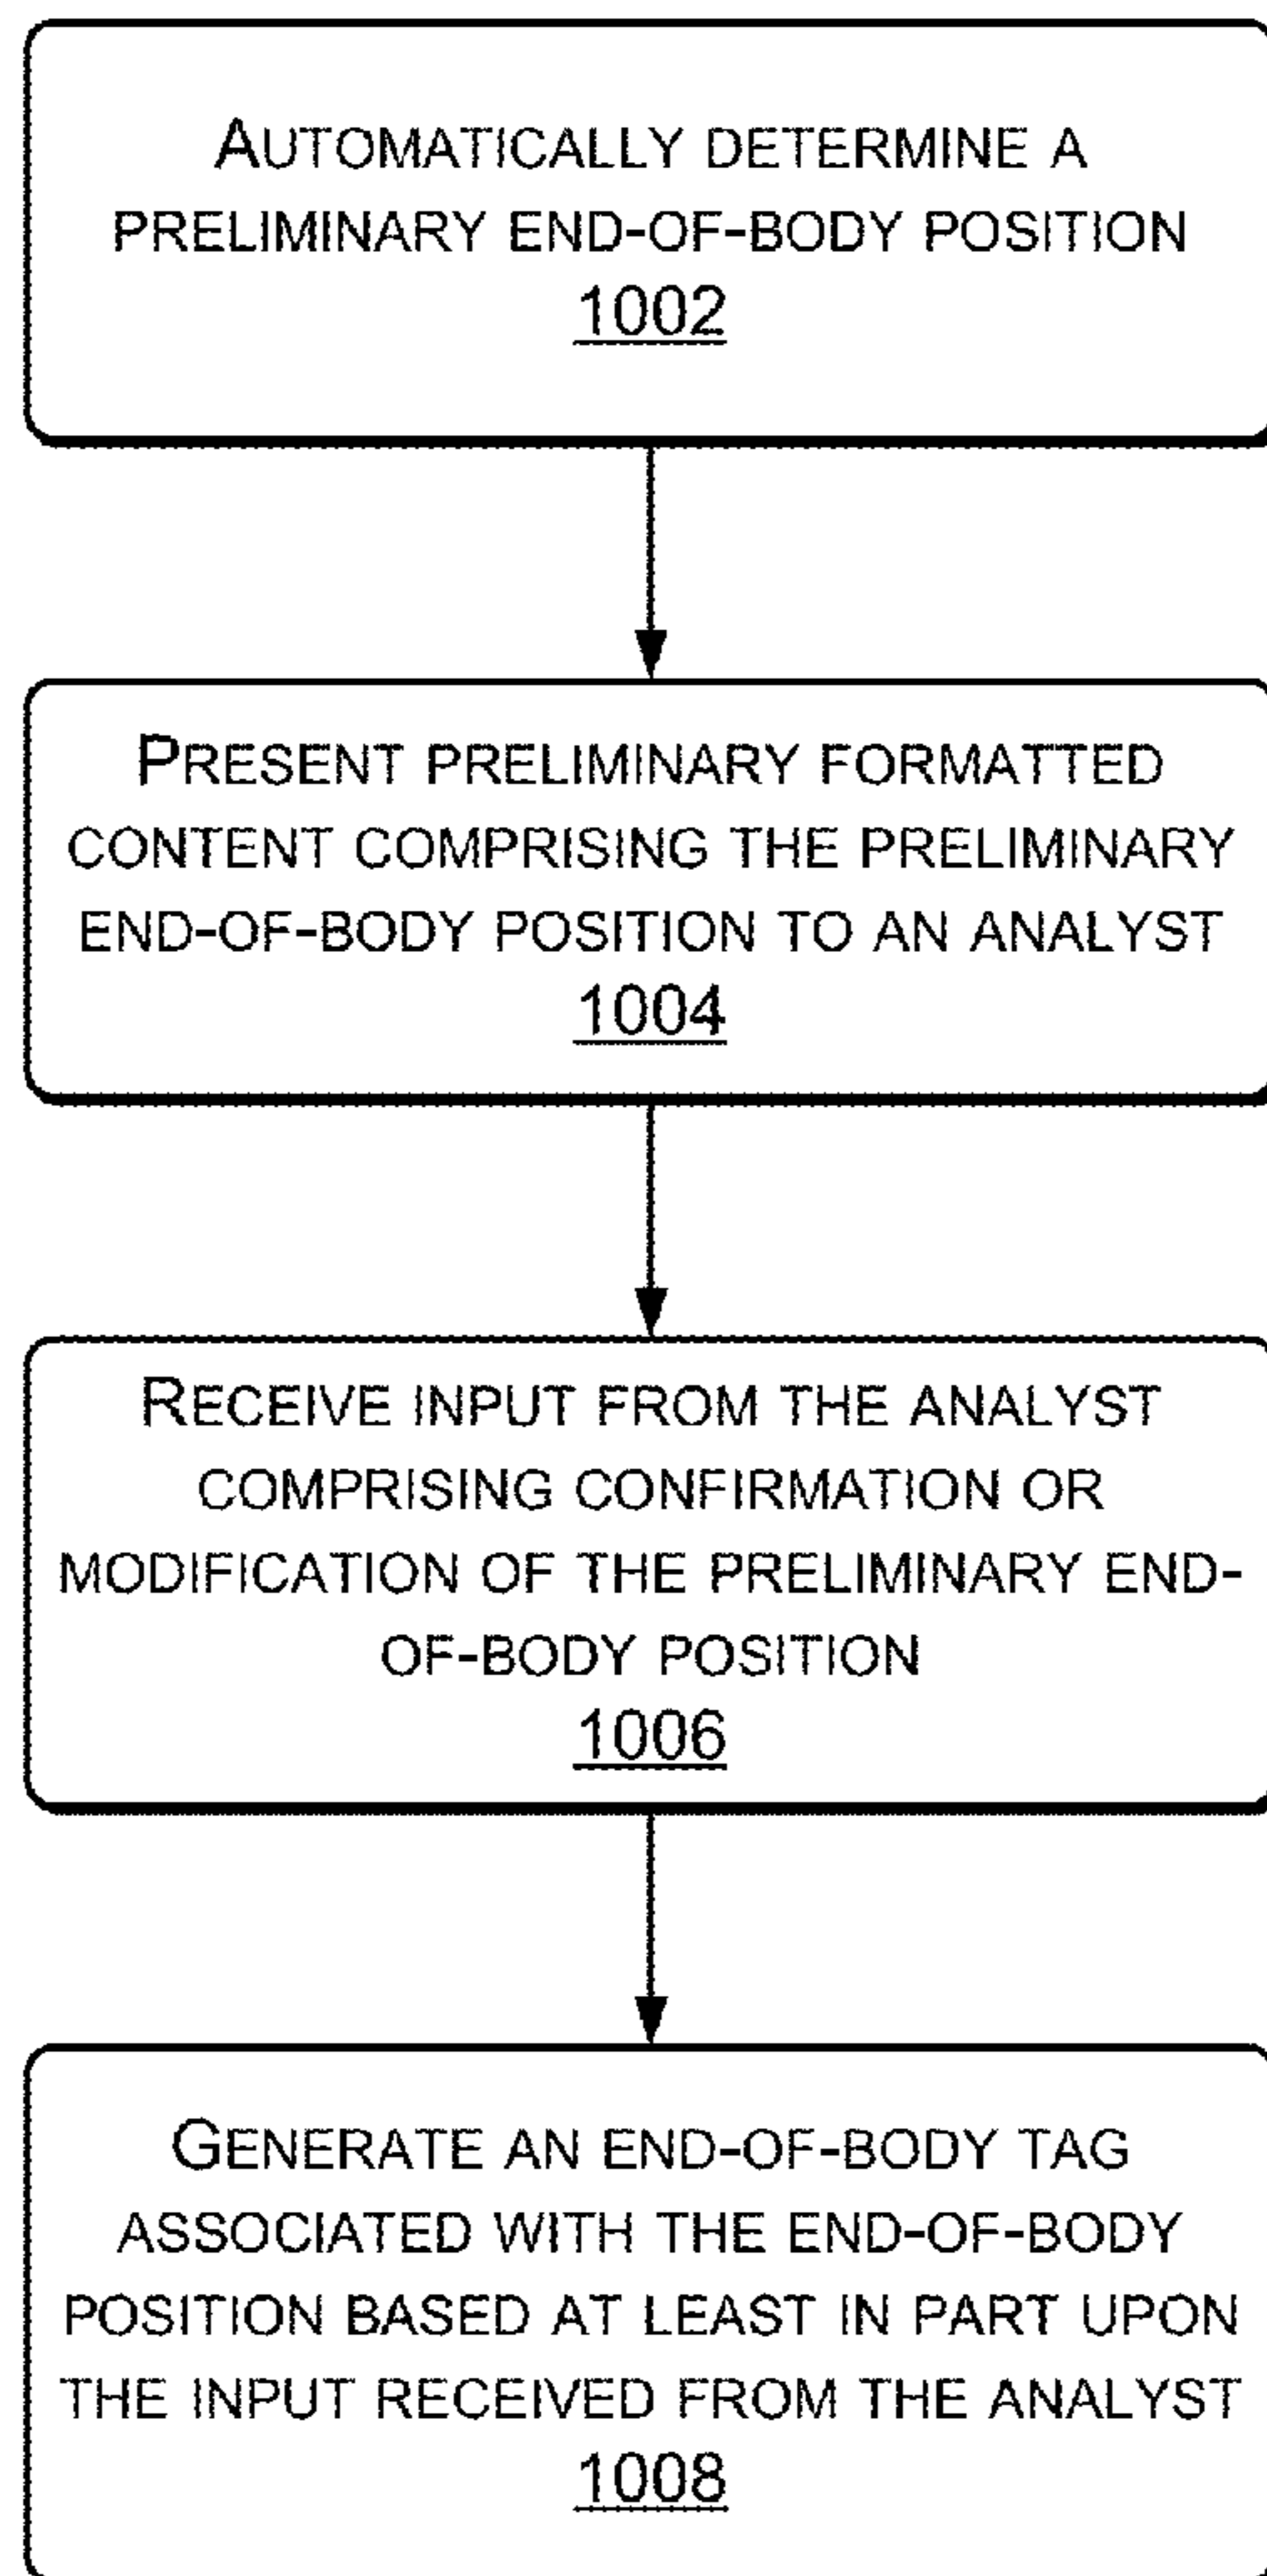 AUTOMATICALLY DETERMINE A
PRELIMINARY END-OF-BODY POSITION
1002
PRESENT PRELIMINARY FORMATTED
CONTENT COMPRISING THE PRELIMINARY
END-OF-BODY POSITION TO AN ANALYST
1004
RECEIVE INPUT FROM THE ANALYST
COMPRISING CONFIRMATION OR
MODIFICATION OF THE PRELIMINARY END-
OF-BODY POSITION
1006
GENERATE AN END-OF-BODY TAG
ASSOCIATED WITH THE END-OF-BODY
POSITION BASED AT LEAST IN PART UPON
THE INPUT RECEIVED FROM THE ANALYST
1008